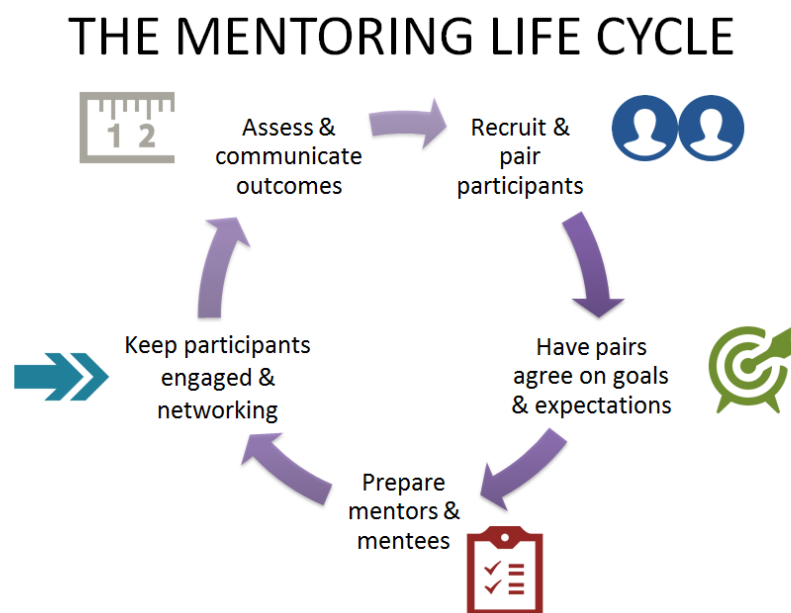 THE MENTORING LIFE CYCLE
1 2
Assess &
communicate
outcomes
Recruit &
pair
participants
Have pairs
agree on goals
& expectations
Prepare
mentors &
mentees
Keep participants
engaged &
networking